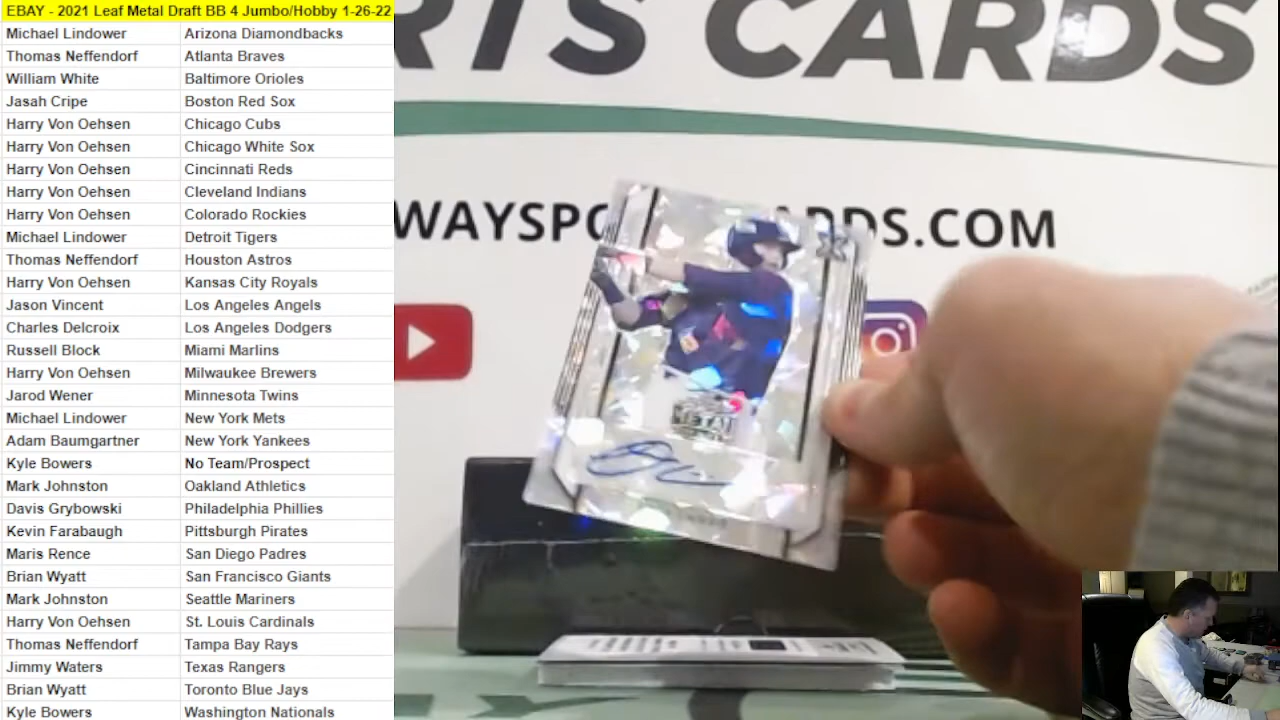 EBAY - 2021 Leaf Metal Draft BB 4 Jumbo/Hobby 1-26-22
Michael Lindower Arizona Diamondbacks
Thomas Neffendorf Atlanta Braves
William White Baltimore Orioles
Jasah Cripe Boston Red Sox
Harry Von Oehsen Chicago Cubs
Harry Von Oehsen Chicago White Sox
Harry Von Oehsen Cincinnati Reds
Harry Von Oehsen Cleveland Indians
Harry Von Oehsen Colorado Rockies
Michael Lindower Detroit Tigers
Thomas Neffendorf Houston Astros
Harry Von Oehsen Kansas City Royals
Jason Vincent Los Angeles Angels
Charles Delcroix Los Angeles Dodgers
Russell Block Miami Marlins
Harry Von Oehsen Milwaukee Brewers
Jarod Wener Minnesota Twins
Michael Lindower New York Mets
Adam Baumgartner New York Yankees
Kyle Bowers No Team/Prospect
Mark Johnston Oakland Athletics
Davis Grybowski Philadelphia Phillies
Kevin Farabaugh Pittsburgh Pirates
Maris Rence San Diego Padres
Brian Wyatt San Francisco Giants
Mark Johnston Seattle Mariners
Harry Von Oehsen St. Louis Cardinals
Thomas Neffendorf Tampa Bay Rays
Jimmy Waters Texas Rangers
Brian Wyatt Toronto Blue Jays
Kyle Bowers Washington Nationals
RTS CARDS
WAYSPO ARDS.COM
METAL